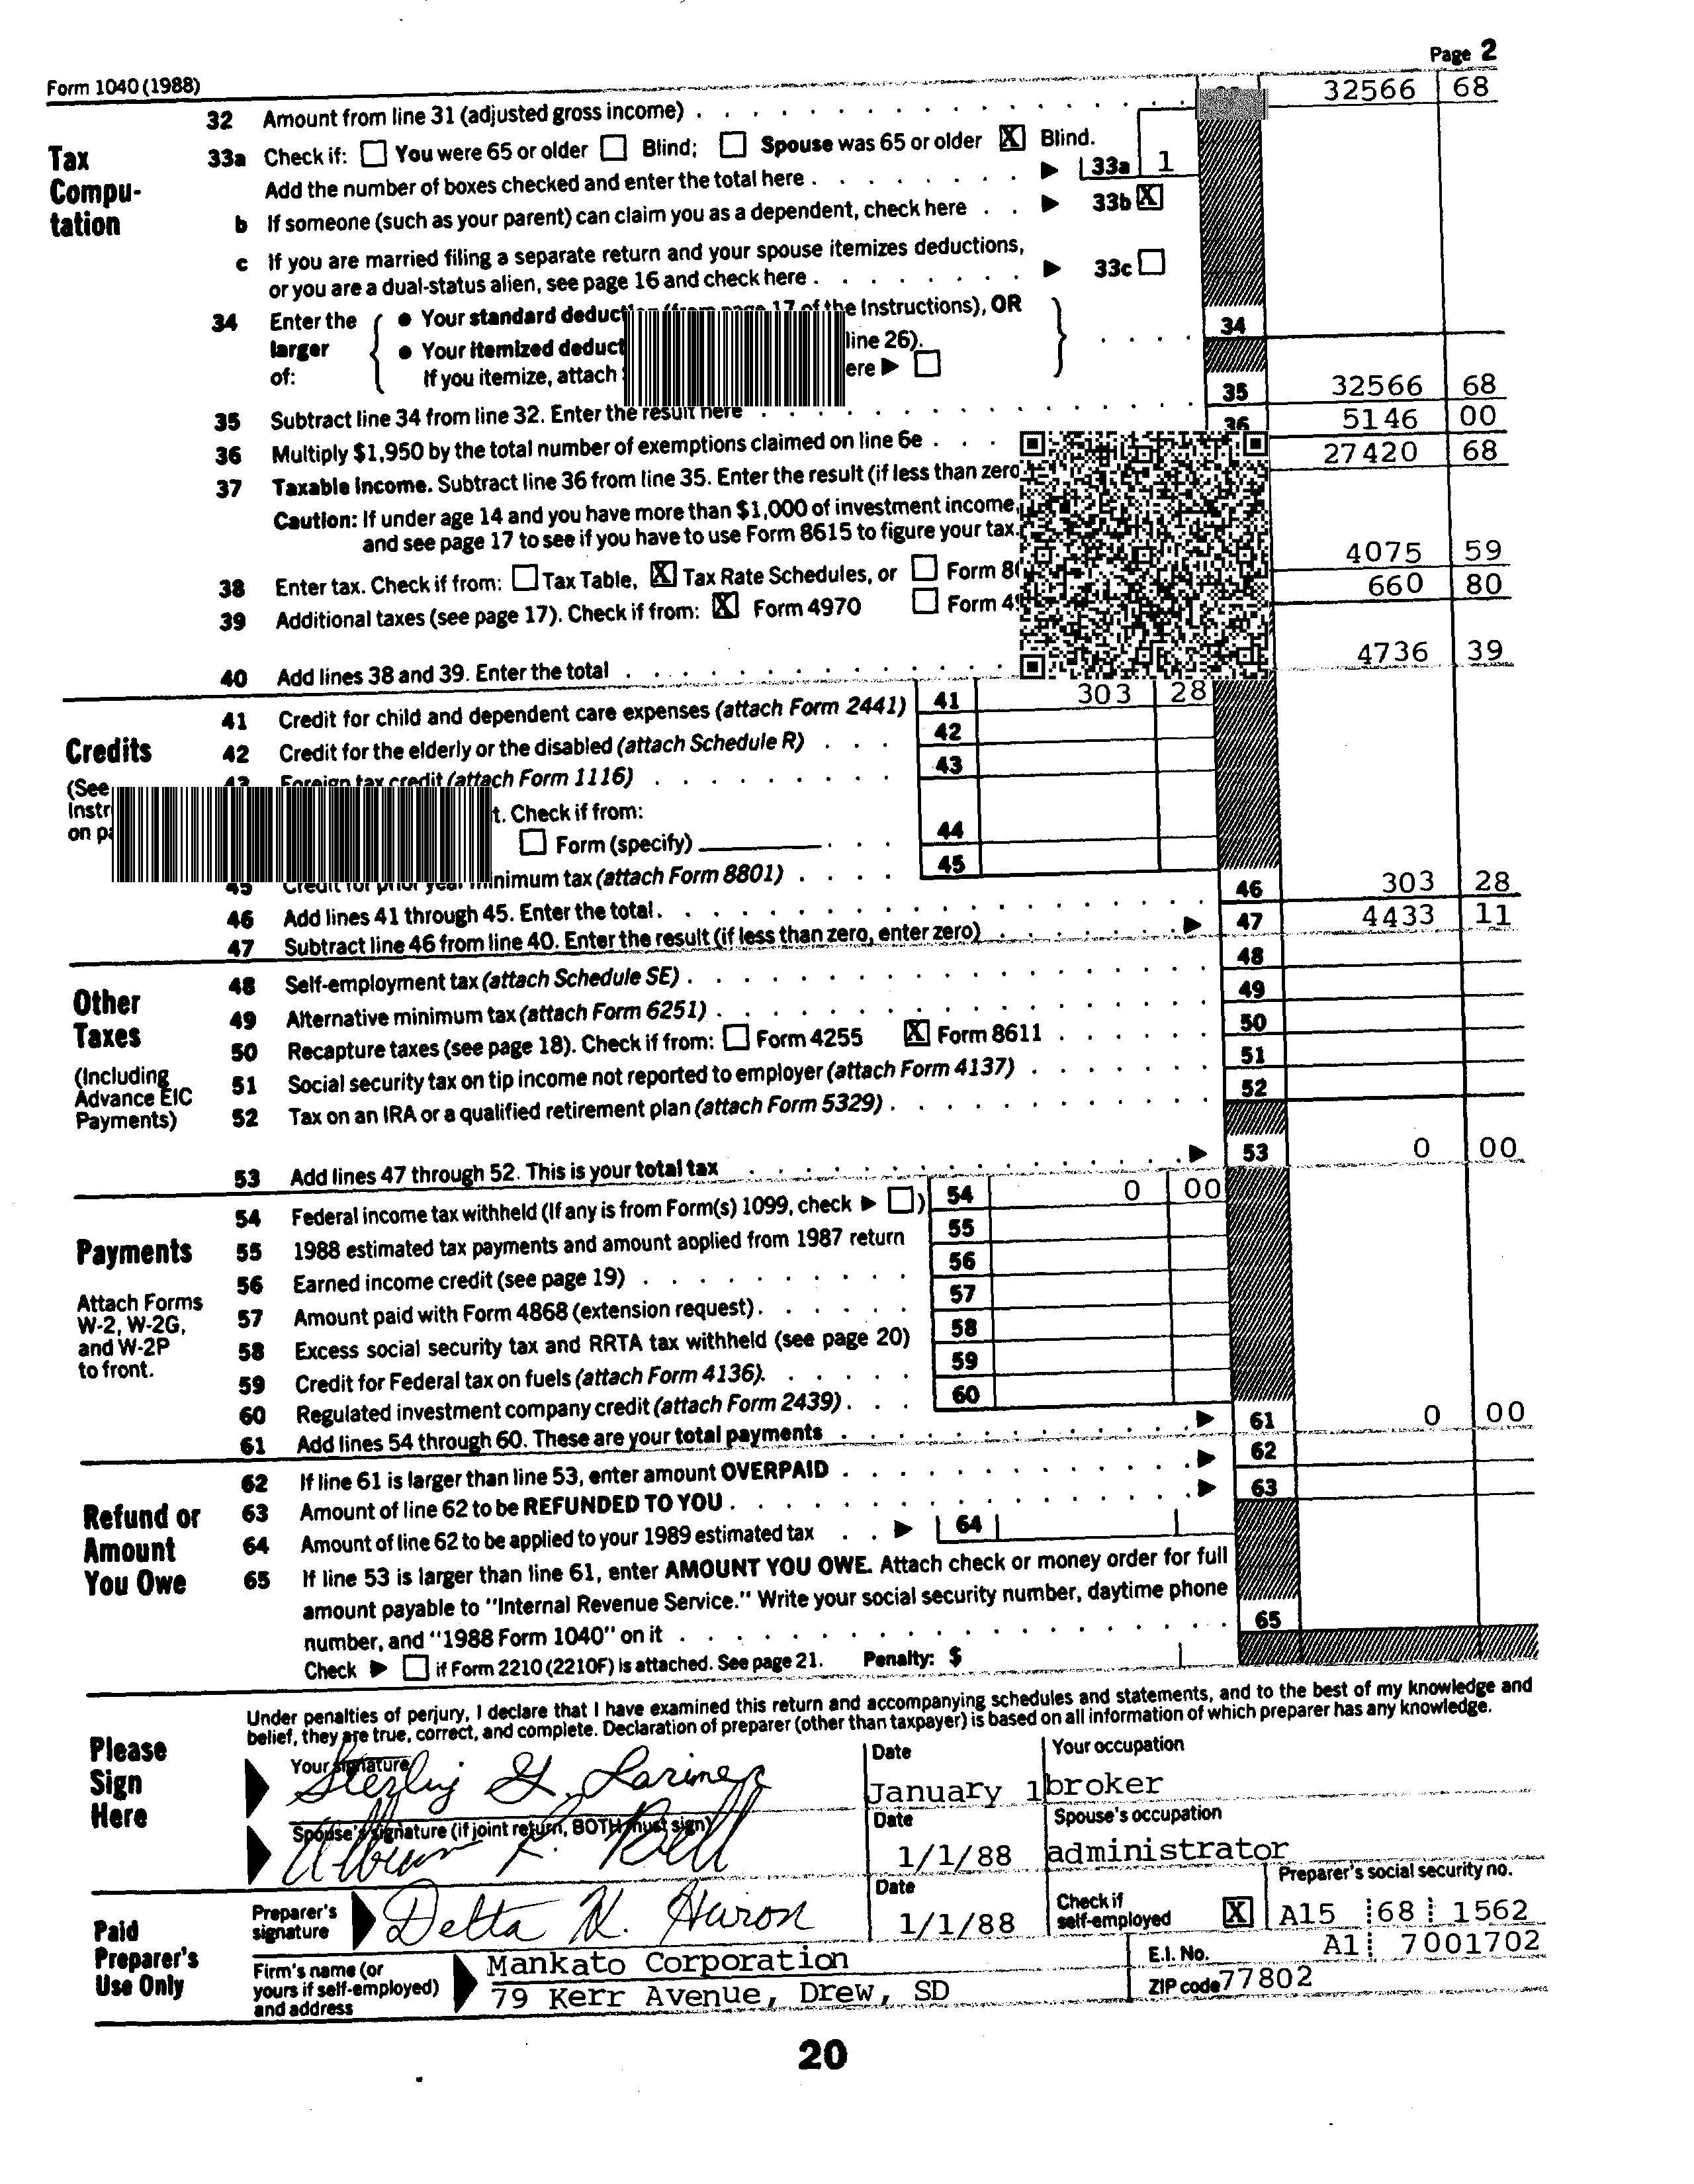 Page 2
Form 1040 (1988)
32 Amount from line 31 (adjusted gross income) 32566 68
Tax Compu- tation
33a Check if: You were 65 or older Blind; Spouse was 65 or older X Blind.
Add the number of boxes checked and enter the total here 33a 1
b If someone (such as your parent) can claim you as a dependent, check here 33b X
c If you are married filing a separate return and your spouse itemizes deductions,
or you are a dual-status alien, see page 16 and check here 33c
34 Enter the larger of:
● Your standard deduct the Instructions), OR
● Your itemized deduct line 26). 34
If you itemize, attach
35 Subtract line 34 from line 32. Enter the result here 35 32566 68
36 Multiply $1,950 by the total number of exemptions claimed on line 6e 36 5146 00
37 Taxable income. Subtract line 36 from line 35. Enter the result (if less than zero 27420 68
Caution: If under age 14 and you have more than $1,000 of investment income,
and see page 17 to see if you have to use Form 8615 to figure your tax.
38 Enter tax. Check if from: Tax Table, X Tax Rate Schedules, or Form 4075 59
39 Additional taxes (see page 17). Check if from: X Form 4970 Form 660 80
40 Add lines 38 and 39. Enter the total 4736 39
Credits
(See
41 Credit for child and dependent care expenses (attach Form 2441) 41 303 28
42 Credit for the elderly or the disabled (attach Schedule R) 42
Foreign tax credit (attach Form 1116) 43
t. Check if from:
Form (specify) 44
45 Credit for prior year minimum tax (attach Form 8801) 45
46 Add lines 41 through 45. Enter the total. 46 303 28
47 Subtract line 46 from line 40. Enter the result (if less than zero, enter zero) 47 4433 11
Other Taxes
(Including Advance EIC Payments)
48 Self-employment tax (attach Schedule SE) 48
49 Alternative minimum tax (attach Form 6251) 49
50 Recapture taxes (see page 18). Check if from: Form 4255 X Form 8611 50
51 Social security tax on tip income not reported to employer (attach Form 4137) 51
52 Tax on an IRA or a qualified retirement plan (attach Form 5329) 52
53 Add lines 47 through 52. This is your total tax 53 0 00
Payments
Attach Forms W-2, W-2G, and W-2P to front.
54 Federal income tax withheld (If any is from Form(s) 1099, check ▶ ) 54 0 00
55 1988 estimated tax payments and amount applied from 1987 return 55
56 Earned income credit (see page 19) 56
57 Amount paid with Form 4868 (extension request) 57
58 Excess social security tax and RRTA tax withheld (see page 20) 58
59 Credit for Federal tax on fuels (attach Form 4136). 59
60 Regulated investment company credit (attach Form 2439) 60
61 Add lines 54 through 60. These are your total payments 61 0 00
Refund or Amount You Owe
62 If line 61 is larger than line 53, enter amount OVERPAID 62
63 Amount of line 62 to be REFUNDED TO YOU 63
64 Amount of line 62 to be applied to your 1989 estimated tax 64
65 If line 53 is larger than line 61, enter AMOUNT YOU OWE. Attach check or money order for full
amount payable to "Internal Revenue Service." Write your social security number, daytime phone
number, and "1988 Form 1040" on it 65
Check ▶ if Form 2210 (2210F) is attached. See page 21. Penalty: $
Please Sign Here
Under penalties of perjury, I declare that I have examined this return and accompanying schedules and statements, and to the best of my knowledge and
belief, they are true, correct, and complete. Declaration of preparer (other than taxpayer) is based on all information of which preparer has any knowledge.
Your signature Date Your occupation
Sterling G. Larimer January 1 broker
Spouse's signature (if joint return, BOTH must sign) Date Spouse's occupation
1/1/88 administrator
Paid Preparer's Use Only
Preparer's signature Delta N. Huron Date 1/1/88 Check if self-employed X Preparer's social security no. A15 68 1562
Firm's name (or yours if self-employed) and address
Mankato Corporation E.I. No. A1 7001702
79 Kerr Avenue, Drew, SD ZIP code 77802
20